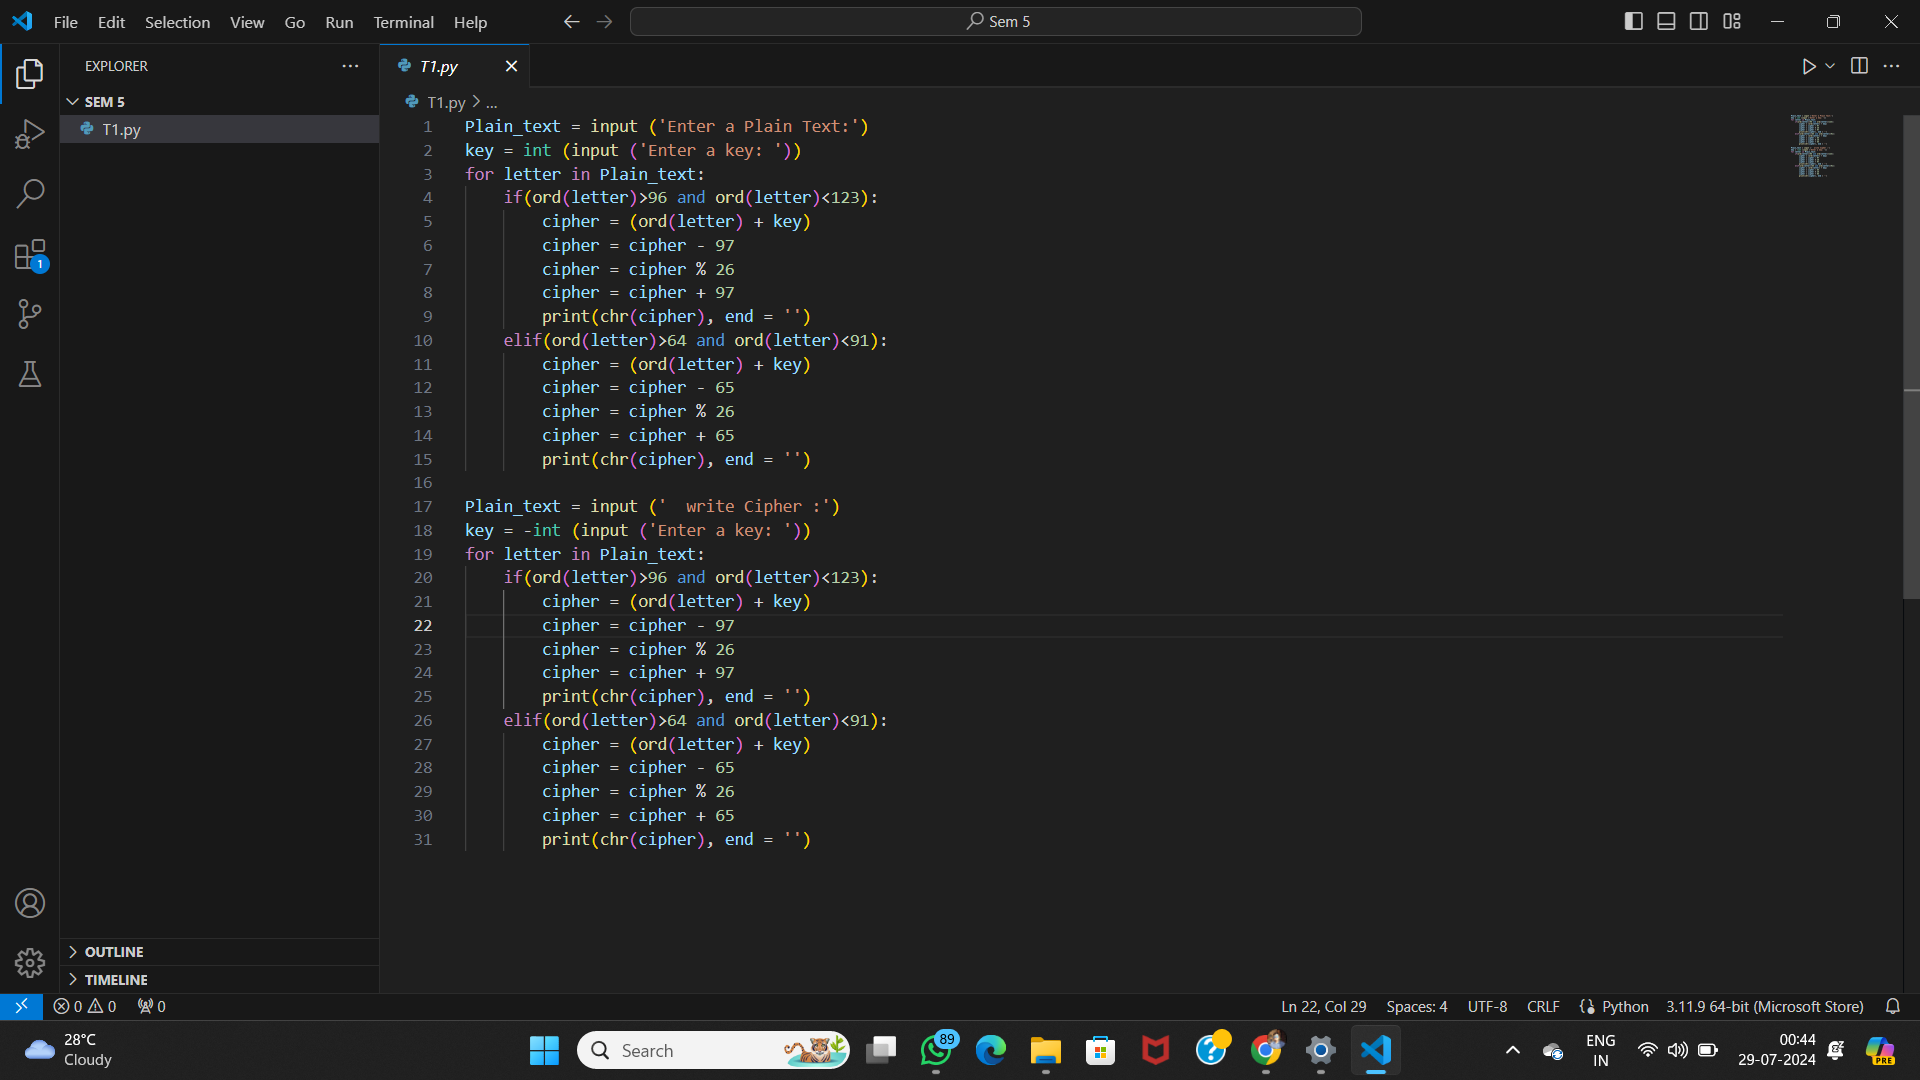 File Edit Selection View Go Run Terminal Help
Sem 5
EXPLORER
T1.py
SEM 5
T1.py
T1.py > ...
1 Plain_text = input ('Enter a Plain Text:')
2 key = int (input ('Enter a key: '))
3 for letter in Plain_text:
4     if(ord(letter)>96 and ord(letter)<123):
5         cipher = (ord(letter) + key)
6         cipher = cipher - 97
7         cipher = cipher % 26
8         cipher = cipher + 97
9         print(chr(cipher), end = '')
10     elif(ord(letter)>64 and ord(letter)<91):
11         cipher = (ord(letter) + key)
12         cipher = cipher - 65
13         cipher = cipher % 26
14         cipher = cipher + 65
15         print(chr(cipher), end = '')
16
17 Plain_text = input ('  write Cipher :')
18 key = -int (input ('Enter a key: '))
19 for letter in Plain_text:
20     if(ord(letter)>96 and ord(letter)<123):
21         cipher = (ord(letter) + key)
22         cipher = cipher - 97
23         cipher = cipher % 26
24         cipher = cipher + 97
25         print(chr(cipher), end = '')
26     elif(ord(letter)>64 and ord(letter)<91):
27         cipher = (ord(letter) + key)
28         cipher = cipher - 65
29         cipher = cipher % 26
30         cipher = cipher + 65
31         print(chr(cipher), end = '')
1
OUTLINE
TIMELINE
0 0 0 Ln 22, Col 29 Spaces: 4 UTF-8 CRLF Python 3.11.9 64-bit (Microsoft Store)
28°C
Cloudy
Search
89
ENG
IN
00:44
29-07-2024
PRE